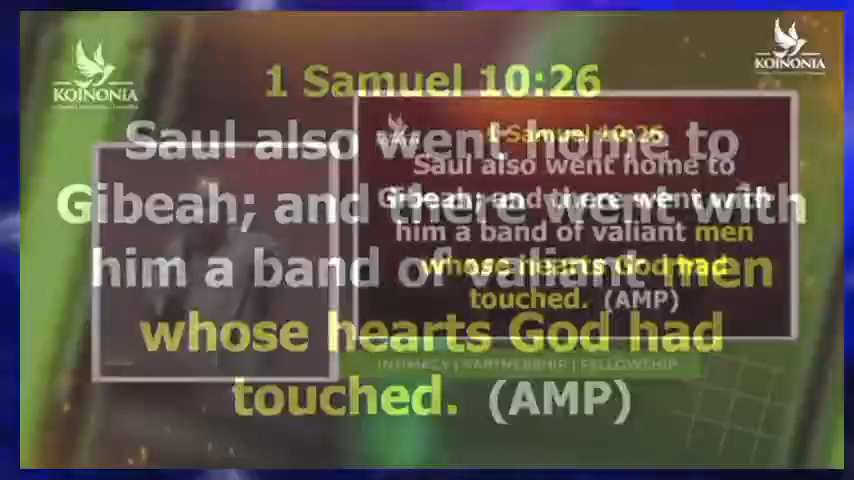 KOINONIA
KOINONIA
1 Samuel 10:26
Saul also went home to
Gibeah; and there went with
him a band of valiant men
whose hearts God had
touched. (AMP)
1 Samuel 10:26
Saul also went home to
Gibeah; and there went with
him a band of valiant men
whose hearts God had
touched. (AMP)
INTIMACY | PARTNERSHIP | FELLOWSHIP